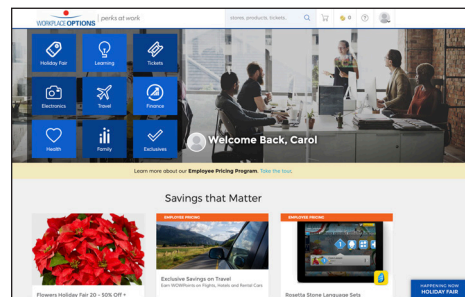 WORKPLACE OPTIONS | perks at work
stores, products, tickets,
0
Holiday Fair
Learning
Tickets
Electronics
Travel
Finance
Health
Family
Exclusives
Welcome Back, Carol
Learn more about our Employee Pricing Program. Take the tour.
Savings that Matter
EMPLOYEE PRICING
EMPLOYEE PRICING
Flowers Holiday Fair 20 - 50% Off +
Exclusive Savings on Travel
Earn WOWPoints on Flights, Hotels and Rental Cars
Rosetta Stone Language Sets
HAPPENING NOW
HOLIDAY FAIR